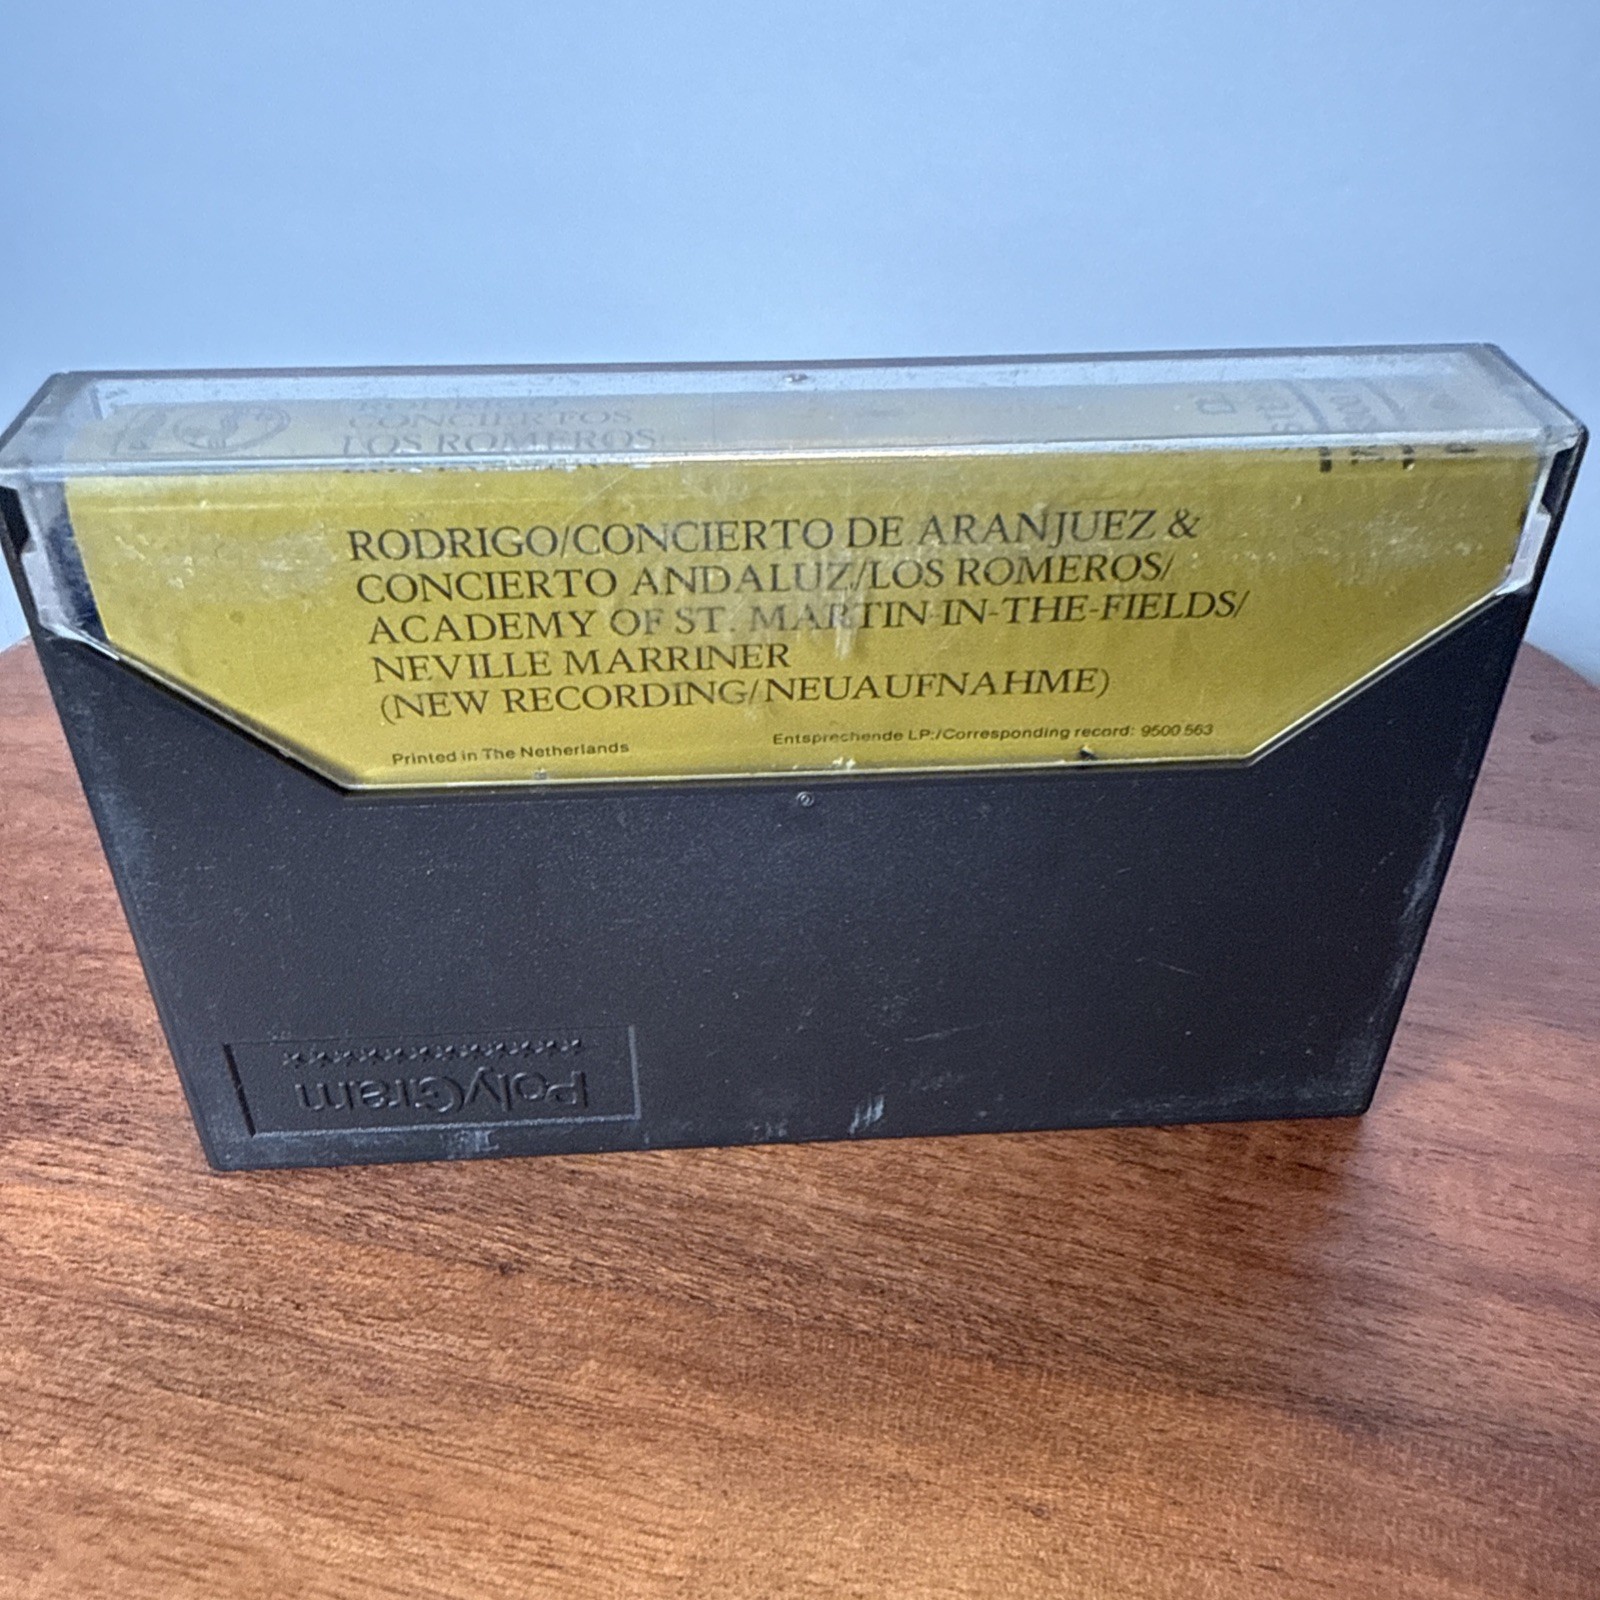 RODRIGO
CONCIERTOS
LOS ROMEROS
RODRIGO/CONCIERTO DE ARANJUEZ &
CONCIERTO ANDALUZ/LOS ROMEROS/
ACADEMY OF ST. MARTIN-IN-THE-FIELDS/
NEVILLE MARRINER
(NEW RECORDING/NEUAUFNAHME)
Printed in The Netherlands
Entsprechende LP:/Corresponding record: 9500 563
PolyGram